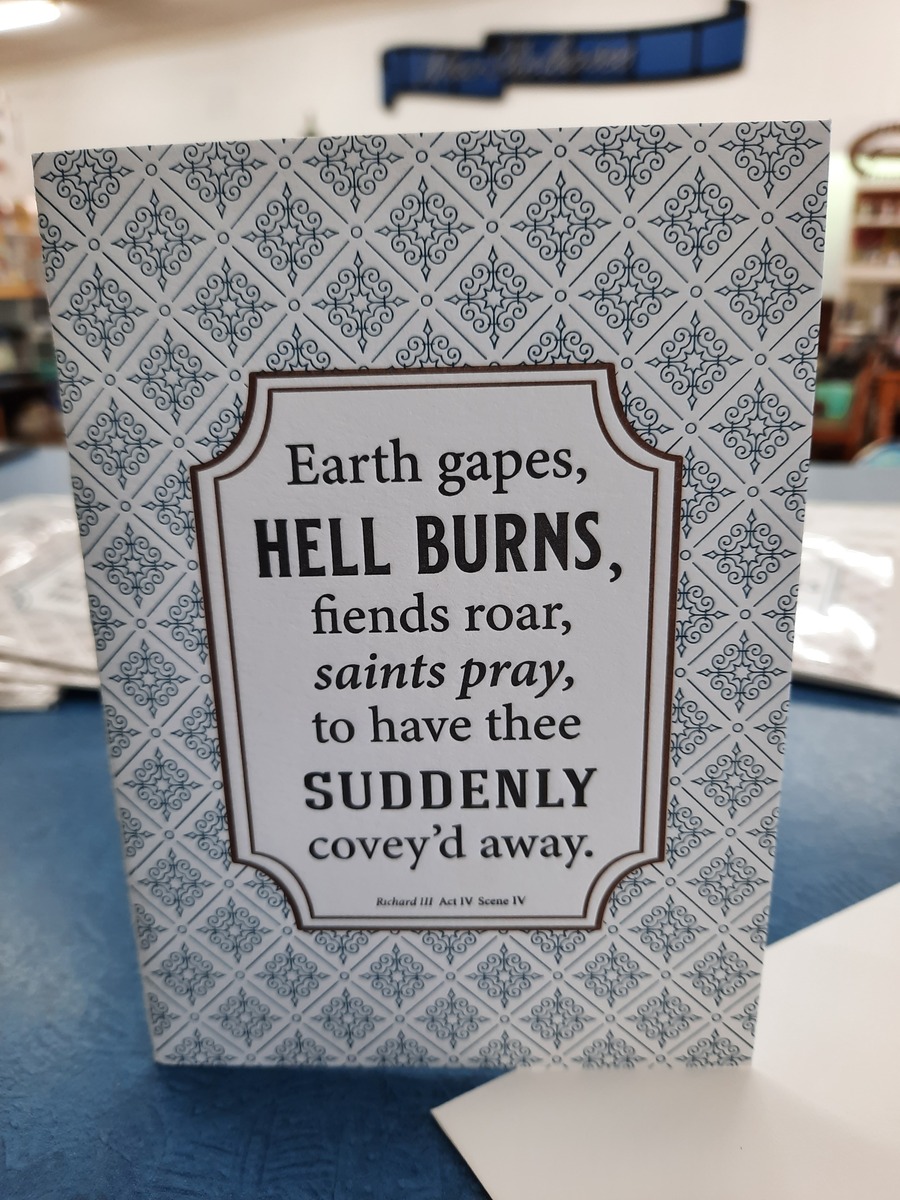 Earth gapes,
HELL BURNS,
fiends roar,
saints pray,
to have thee
SUDDENLY
covey'd away.
Richard III Act IV Scene IV